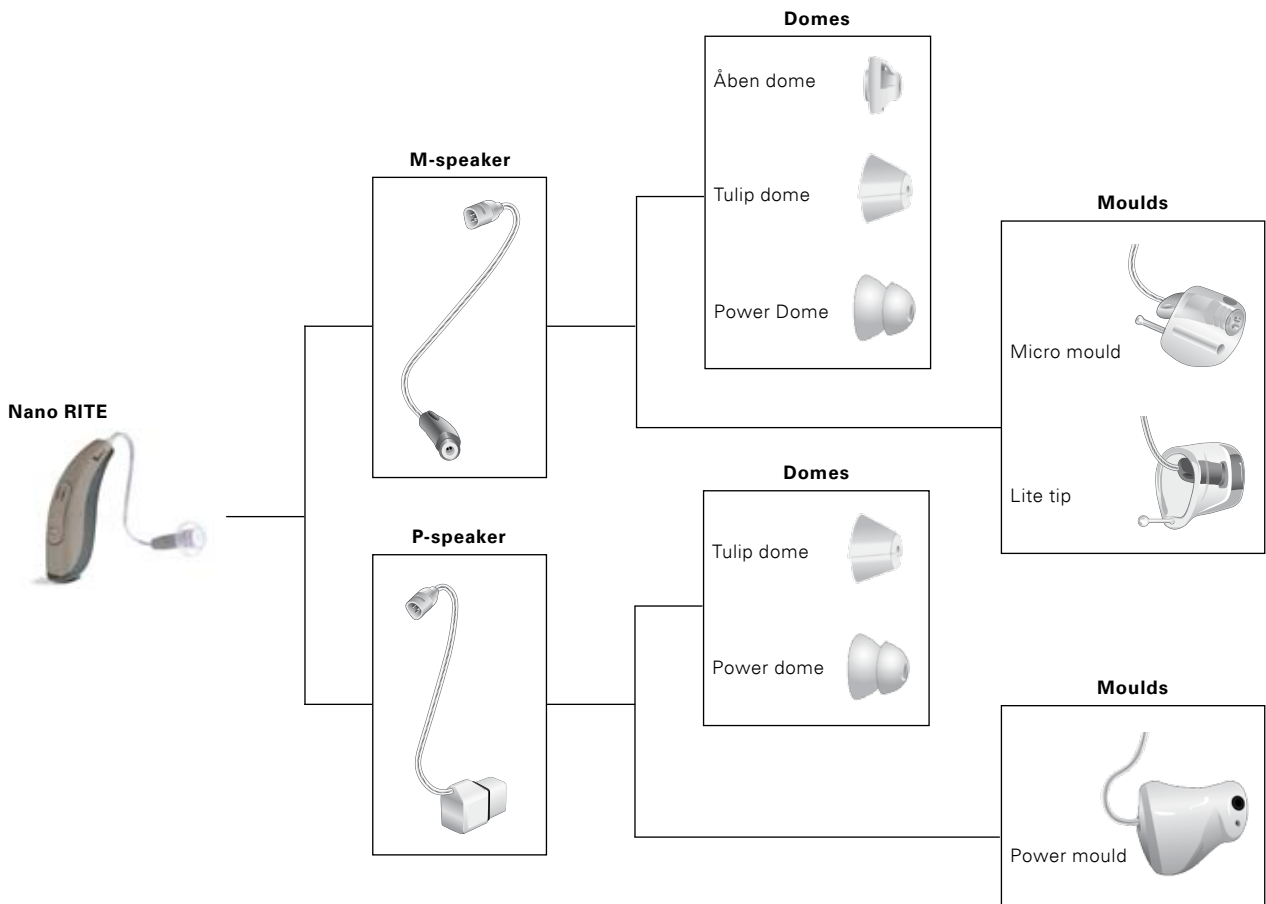 Domes
Åben dome
Tulip dome
Power Dome
M-speaker
Moulds
Micro mould
Lite tip
Nano RITE
Domes
Tulip dome
Power dome
P-speaker
Moulds
Power mould